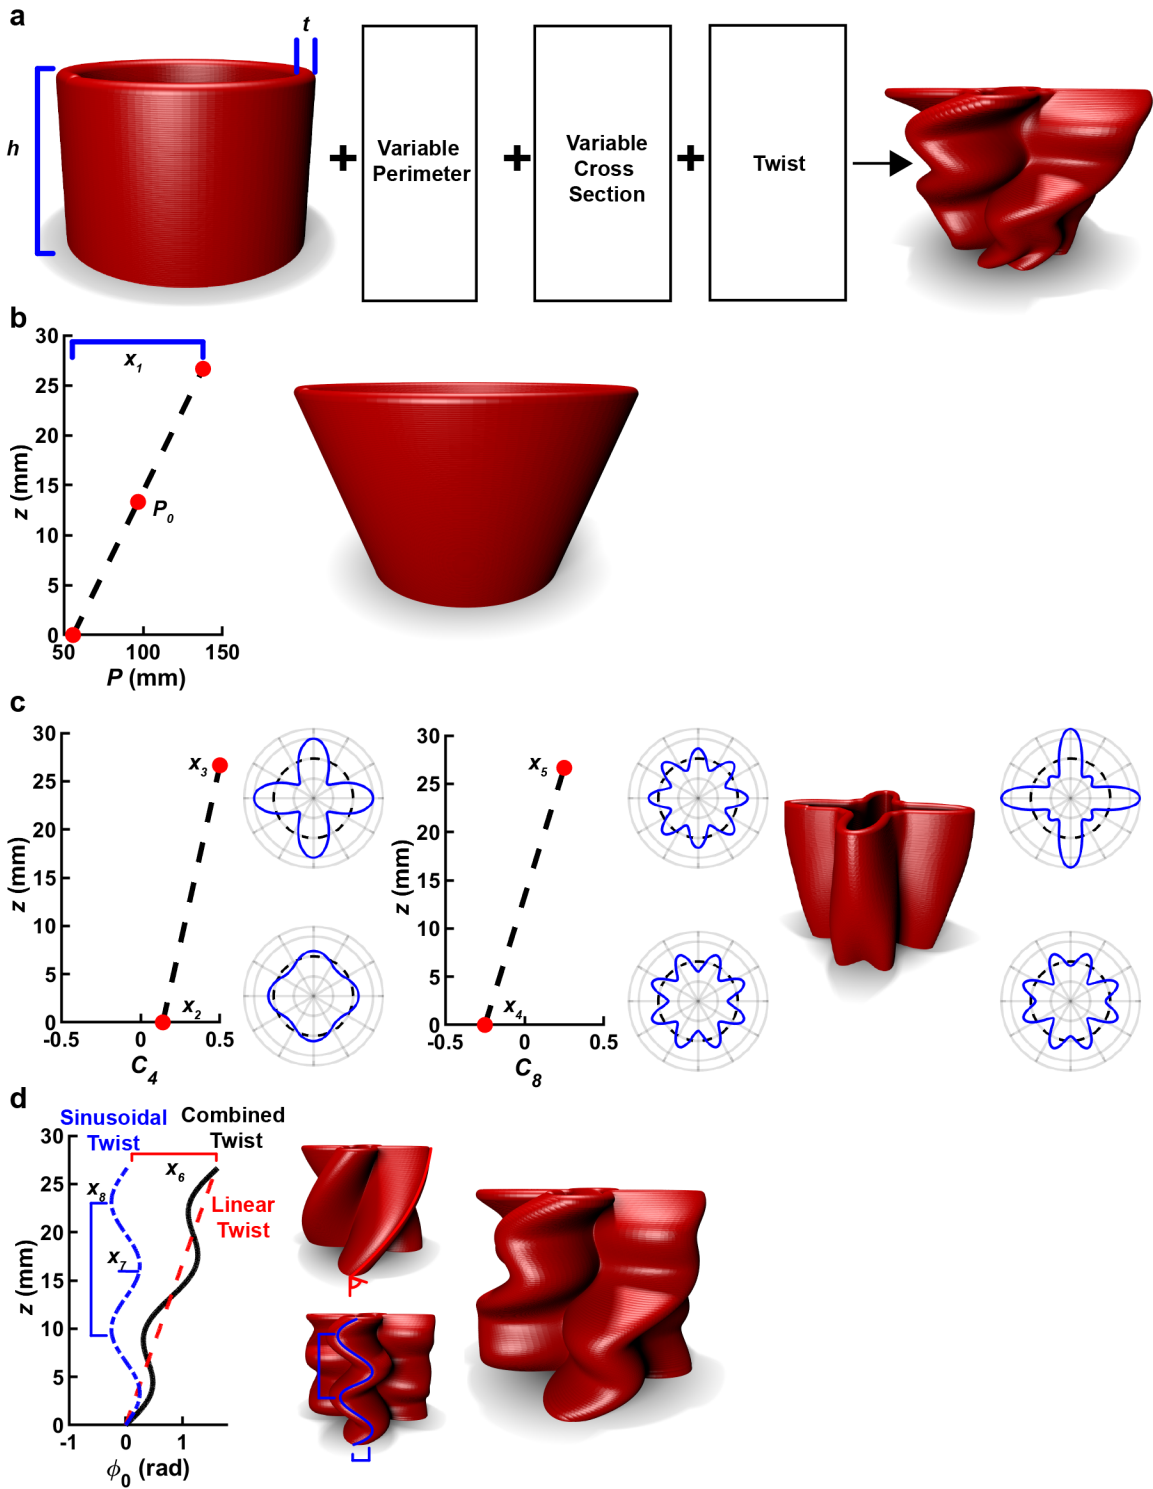 a
t
h
+
Variable
Perimeter
+
Variable
Cross
Section
+
Twist
b
30
25
20
15
10
5
0
z (mm)
x1
P0
50 100 150
P (mm)
c
30
25
20
15
10
5
0
z (mm)
x3
x2
-0.5 0 0.5
C4
30
25
20
15
10
5
0
z (mm)
x5
x4
-0.5 0 0.5
C8
d
Sinusoidal
Twist
Combined
Twist
30
25
20
15
10
5
0
z (mm)
x6
x8
Linear
Twist
x7
-1 0 1
ϕ0 (rad)